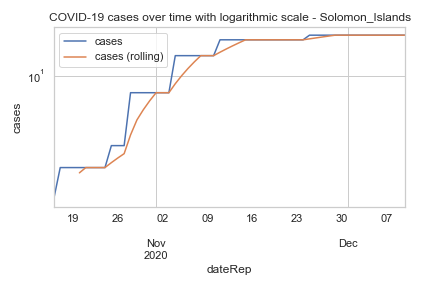 COVID-19 cases over time with logarithmic scale - Solomon_Islands
cases
cases (rolling)
10¹
cases
19 26 02 09 16 23 30 07
Nov Dec
2020
dateRep